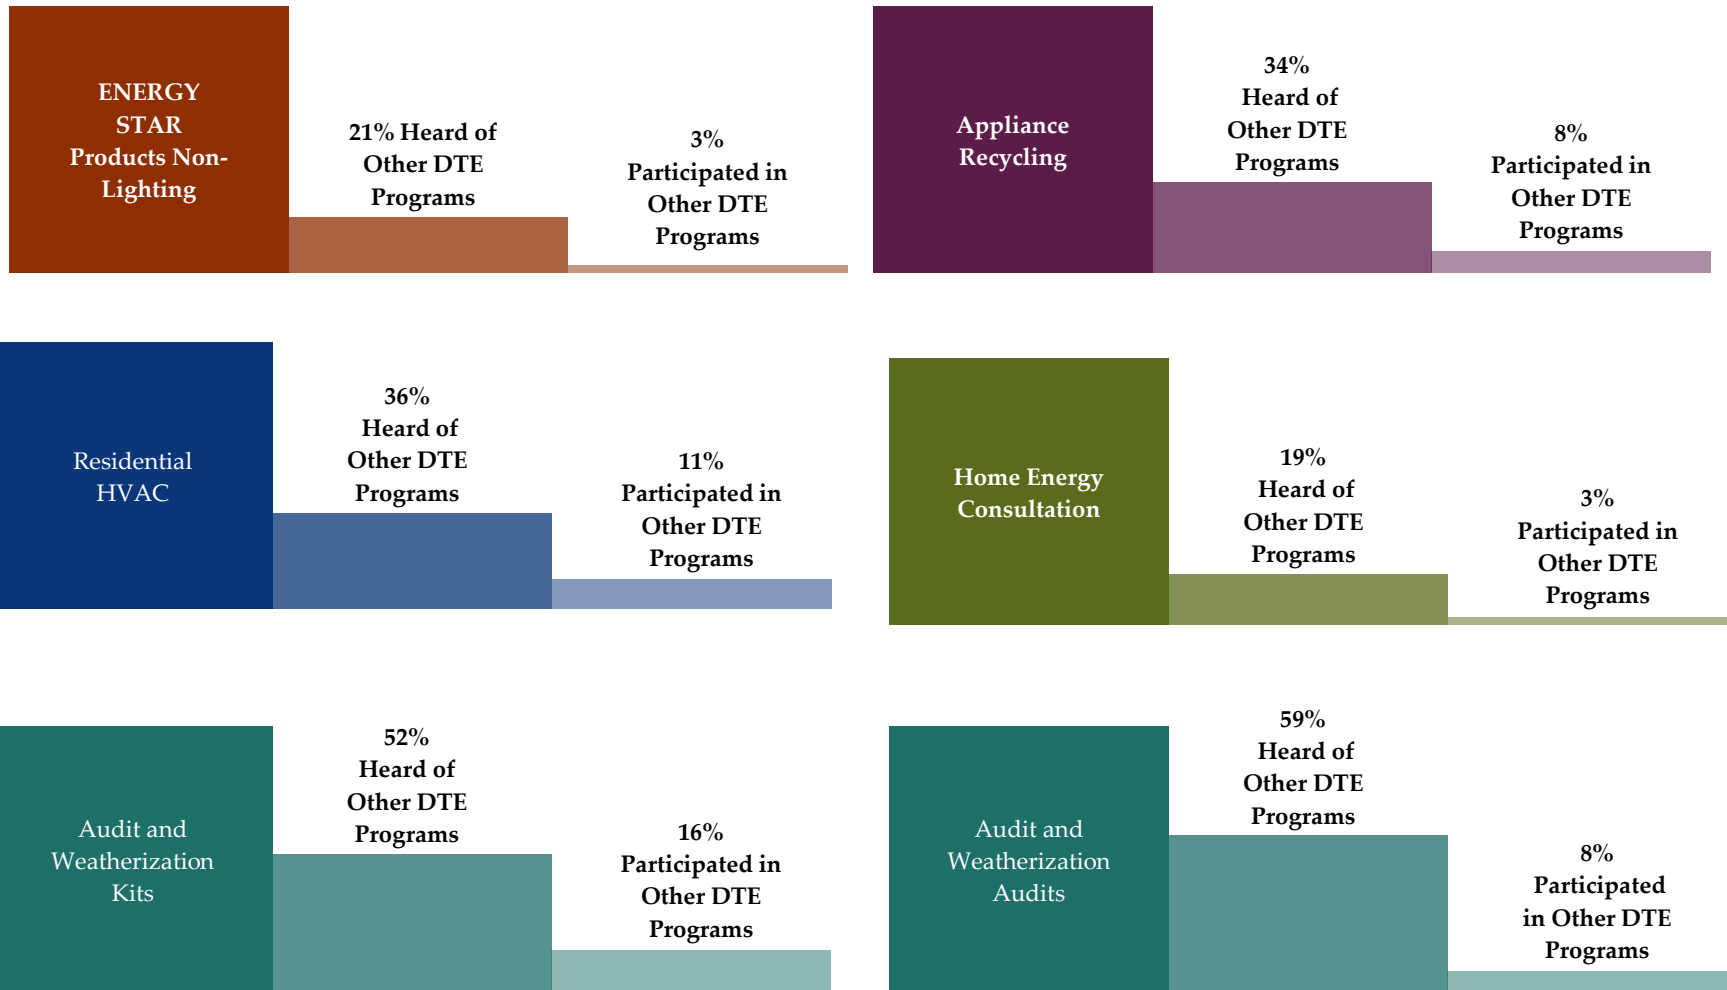 ENERGY
STAR
Products Non-
Lighting
21% Heard of
Other DTE
Programs
3%
Participated in
Other DTE
Programs
Appliance
Recycling
34%
Heard of
Other DTE
Programs
8%
Participated in
Other DTE
Programs
Residential
HVAC
36%
Heard of
Other DTE
Programs
11%
Participated in
Other DTE
Programs
Home Energy
Consultation
19%
Heard of
Other DTE
Programs
3%
Participated in
Other DTE
Programs
Audit and
Weatherization
Kits
52%
Heard of
Other DTE
Programs
16%
Participated in
Other DTE
Programs
Audit and
Weatherization
Audits
59%
Heard of
Other DTE
Programs
8%
Participated
in Other DTE
Programs